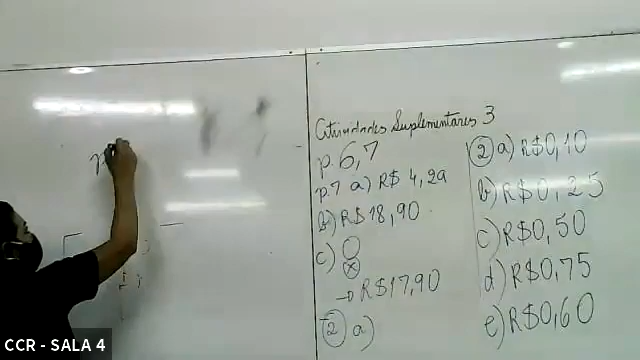 p
Atividades Suplementares 3
p. 6,7
p.7 a) R$ 4,29
b) R$18,90
c) O
⊗
→ R$17,90
② a)
② a) R$0,10
b) R$0,25
c) R$0,50
d) R$0,75
e) R$0,60
CCR - SALA 4